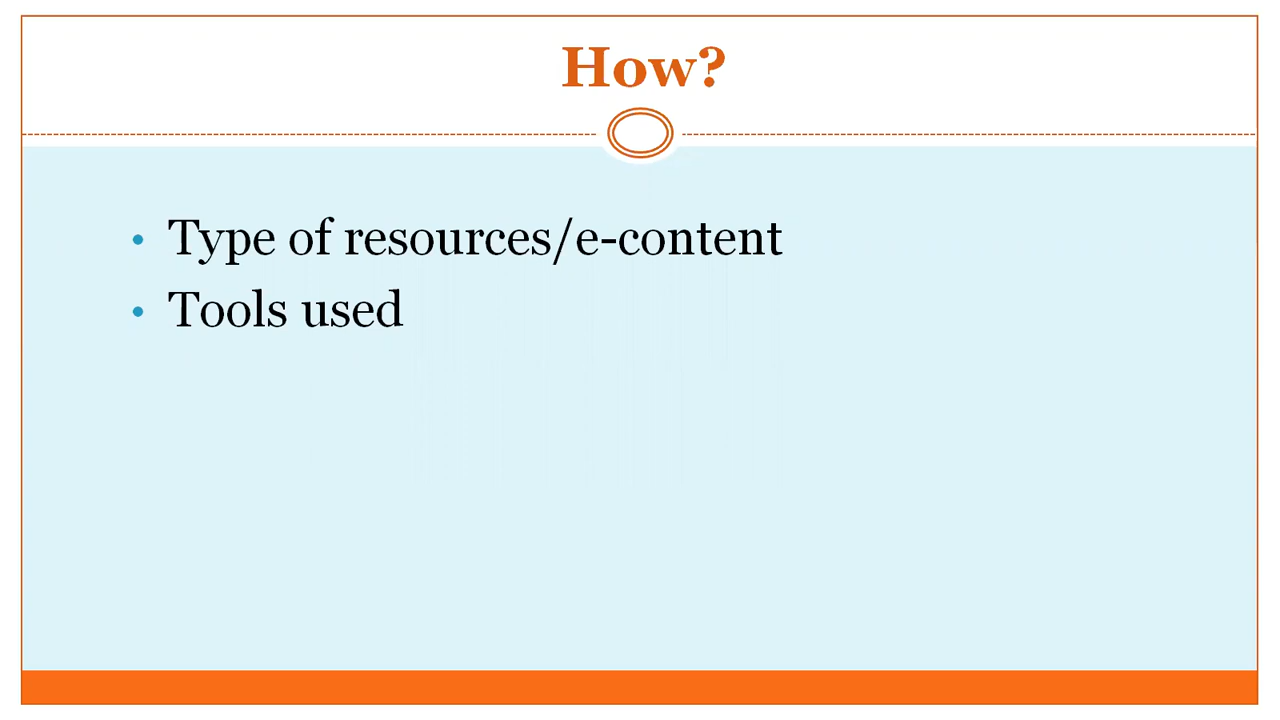 How?
• Type of resources/e-content
• Tools used